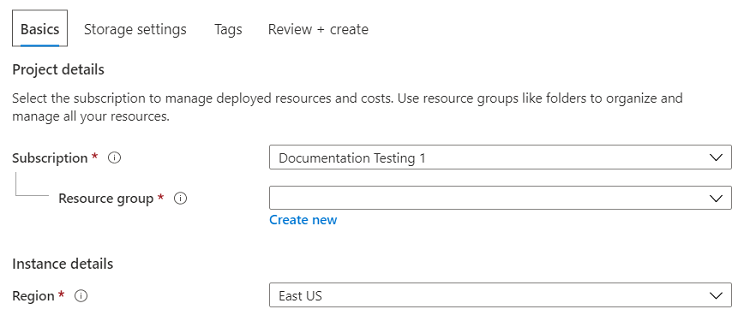 Basics Storage settings Tags Review + create
Project details
Select the subscription to manage deployed resources and costs. Use resource groups like folders to organize and
manage all your resources.
Subscription * Documentation Testing 1
Resource group *
Create new
Instance details
Region * East US